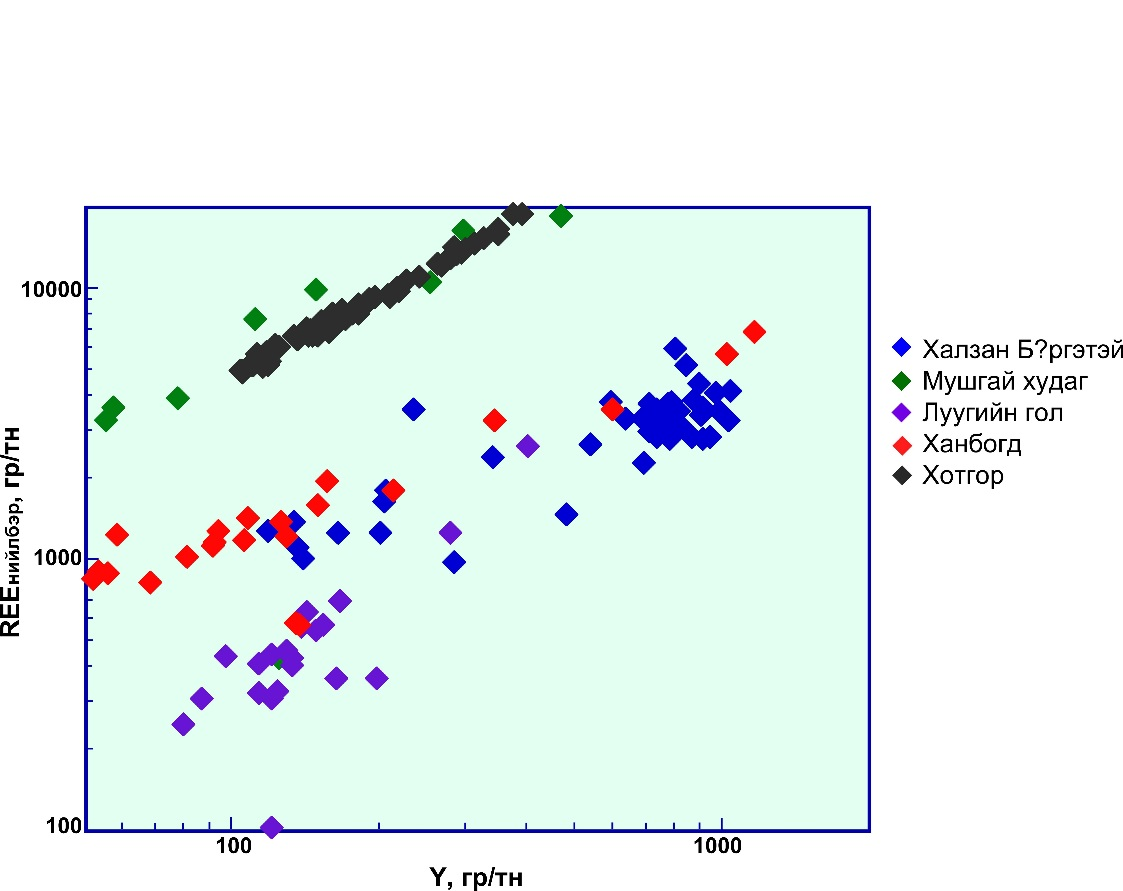 REEнийлбэр, гр/тн
10000
1000
100
100
1000
Y, гр/тн
Халзан Б?ргэтэй
Мушгай худаг
Луугийн гол
Ханбогд
Хотгор